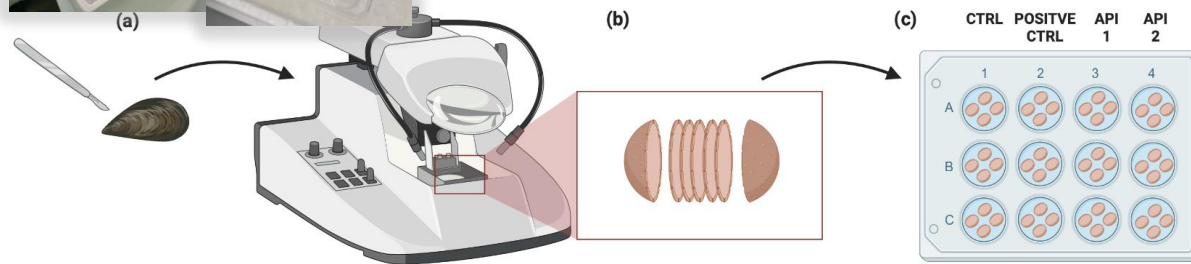 (a)
(b)
(c)
CTRL POSITVE CTRL API 1 API 2
1 2 3 4
A
B
C